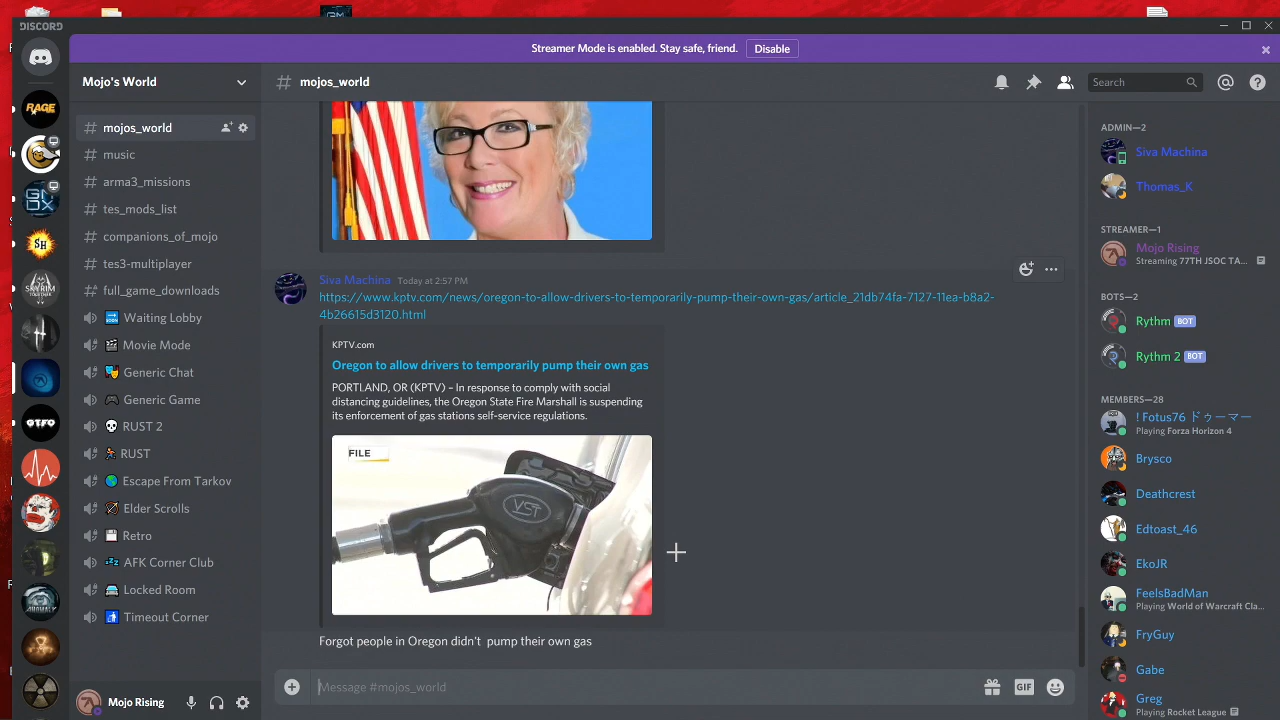 DISCORD
Streamer Mode is enabled. Stay safe, friend.
Disable
Mojo's World
# mojos_world
Search
# mojos_world
# music
# arma3_missions
# tes_mods_list
# companions_of_mojo
# tes3-multiplayer
# full_game_downloads
Waiting Lobby
Movie Mode
Generic Chat
Generic Game
RUST 2
RUST
Escape From Tarkov
Elder Scrolls
Retro
AFK Corner Club
Locked Room
Timeout Corner
Mojo Rising
RAGE
SH
SKYRIM
TOGETHER
GTFO
ANOMALY
Siva Machina Today at 2:57 PM
https://www.kptv.com/news/oregon-to-allow-drivers-to-temporarily-pump-their-own-gas/article_21db74fa-7127-11ea-b8a2-
4b26615d3120.html
KPTV.com
Oregon to allow drivers to temporarily pump their own gas
PORTLAND, OR (KPTV) – In response to comply with social
distancing guidelines, the Oregon State Fire Marshall is suspending
its enforcement of gas stations self-service regulations.
FILE
VST
Forgot people in Oregon didn't pump their own gas
Message #mojos_world
GIF
ADMIN—2
Siva Machina
Thomas_K
STREAMER—1
Mojo Rising
Streaming 77TH JSOC TA...
BOTS—2
Rythm BOT
Rythm 2 BOT
MEMBERS—28
! Fotus76 ドゥーマー
Playing Forza Horizon 4
Brysco
Deathcrest
Edtoast_46
EkoJR
FeelsBadMan
Playing World of Warcraft Cla...
FryGuy
Gabe
Greg
Playing Rocket League